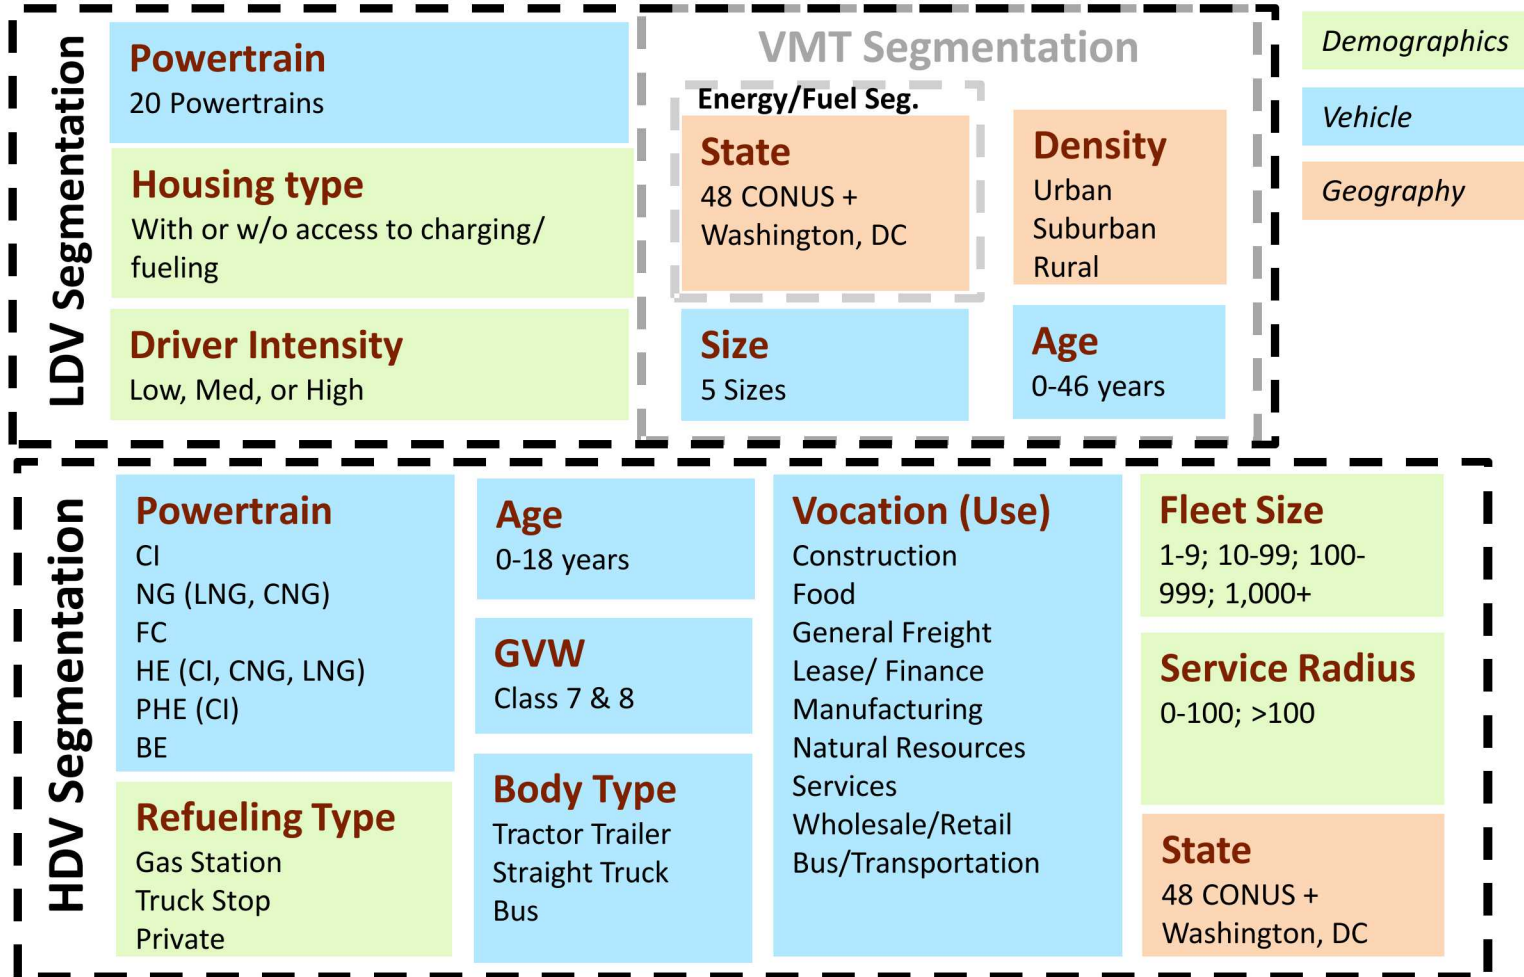 LDV Segmentation
Powertrain
20 Powertrains
Housing type
With or w/o access to charging/
fueling
Driver Intensity
Low, Med, or High
VMT Segmentation
Energy/Fuel Seg.
State
48 CONUS +
Washington, DC
Density
Urban
Suburban
Rural
Size
5 Sizes
Age
0-46 years
Demographics
Vehicle
Geography
HDV Segmentation
Powertrain
CI
NG (LNG, CNG)
FC
HE (CI, CNG, LNG)
PHE (CI)
BE
Refueling Type
Gas Station
Truck Stop
Private
Age
0-18 years
GVW
Class 7 & 8
Body Type
Tractor Trailer
Straight Truck
Bus
Vocation (Use)
Construction
Food
General Freight
Lease/ Finance
Manufacturing
Natural Resources
Services
Wholesale/Retail
Bus/Transportation
Fleet Size
1-9; 10-99; 100-
999; 1,000+
Service Radius
0-100; >100
State
48 CONUS +
Washington, DC